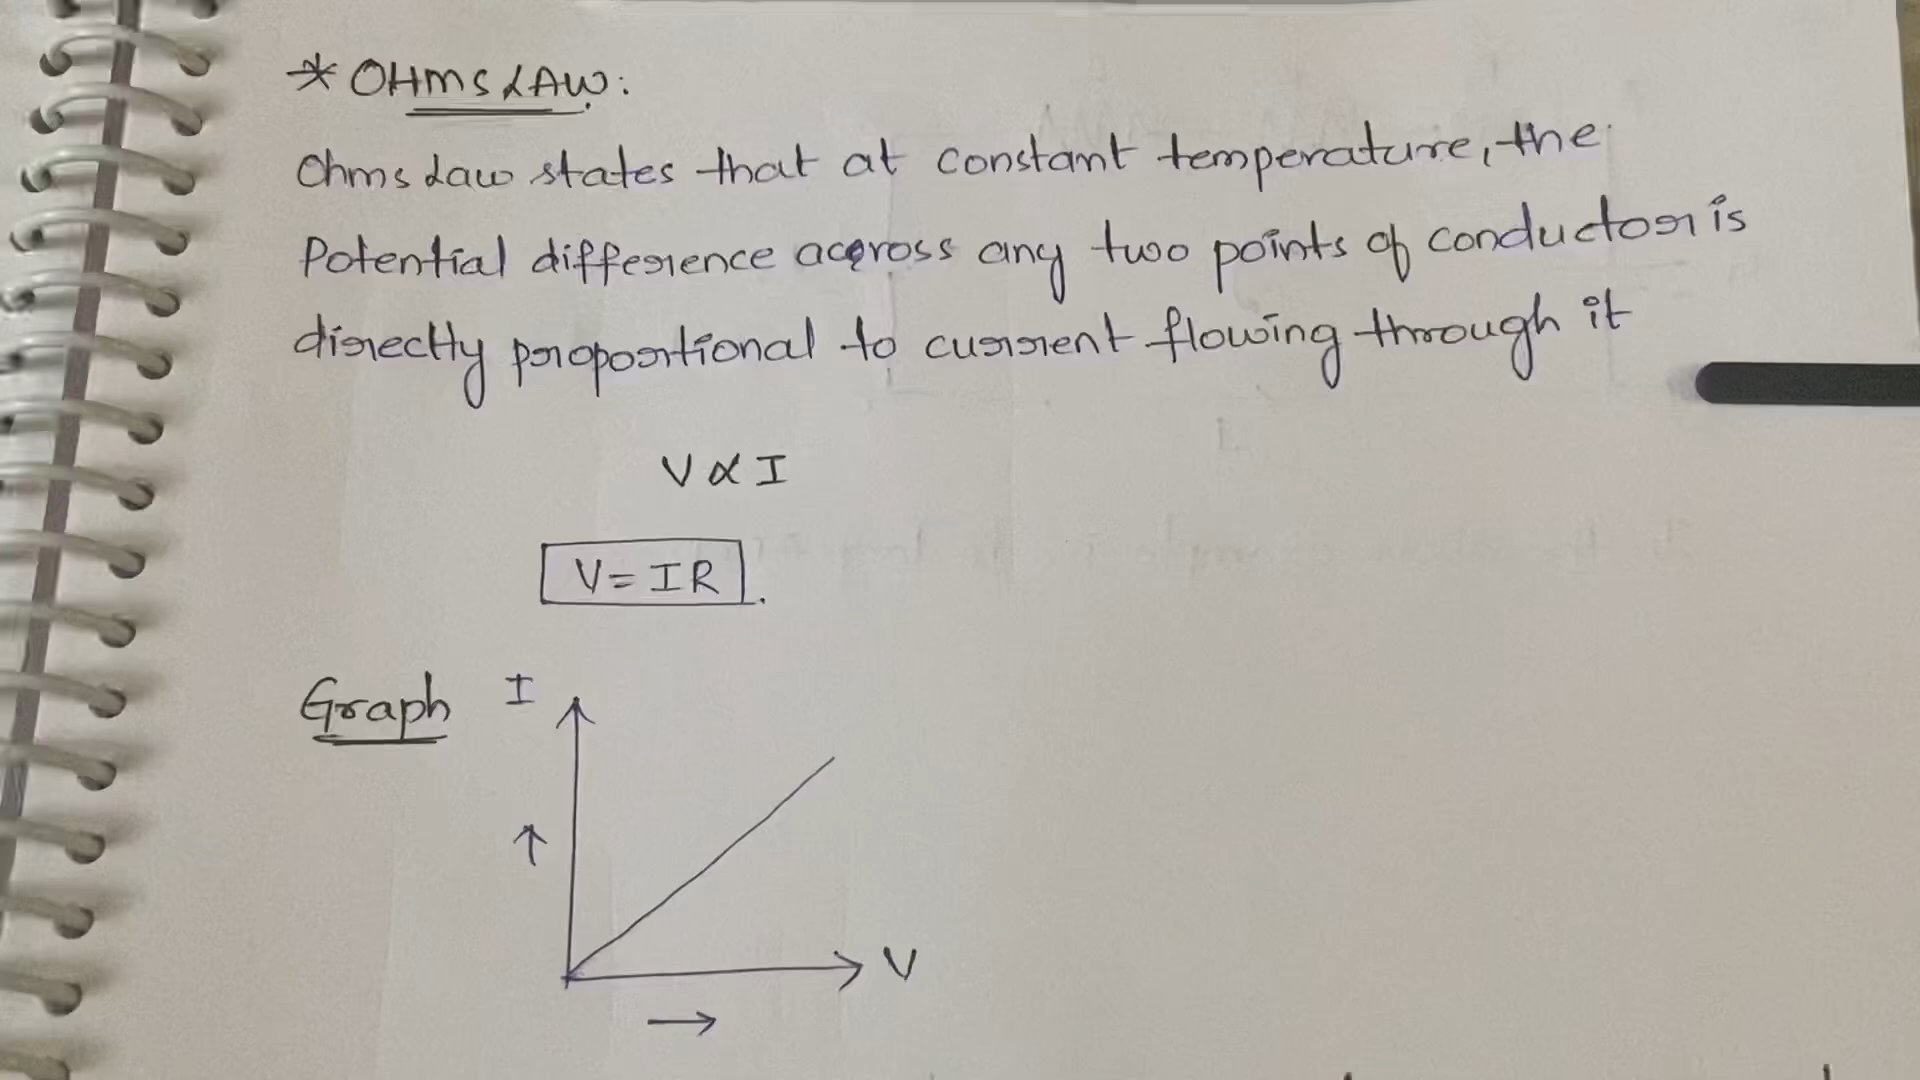 * OHMS LAW:
Ohms Law states that at constant temperature, the
Potential difference across any two points of conductor is
directly proportional to current flowing through it
V ∝ I
V = IR.
Graph I
↑
V
→